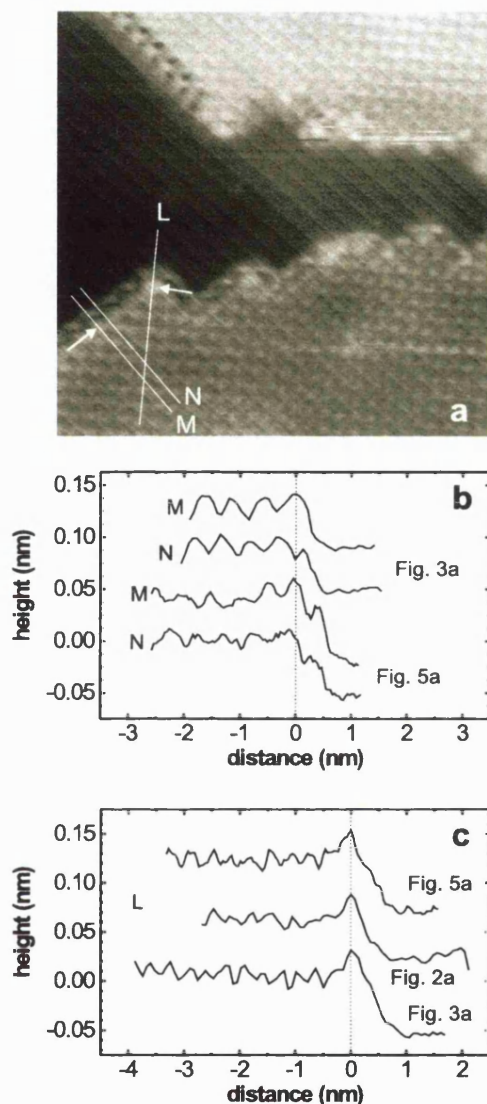 L
N
M
a
b
0.15
0.10
0.05
0.00
-0.05
height (nm)
M
N
M
N
Fig. 3a
Fig. 5a
-3 -2 -1 0 1 2 3
distance (nm)
c
0.15
0.10
0.05
0.00
-0.05
height (nm)
L
Fig. 5a
Fig. 2a
Fig. 3a
-4 -3 -2 -1 0 1 2
distance (nm)